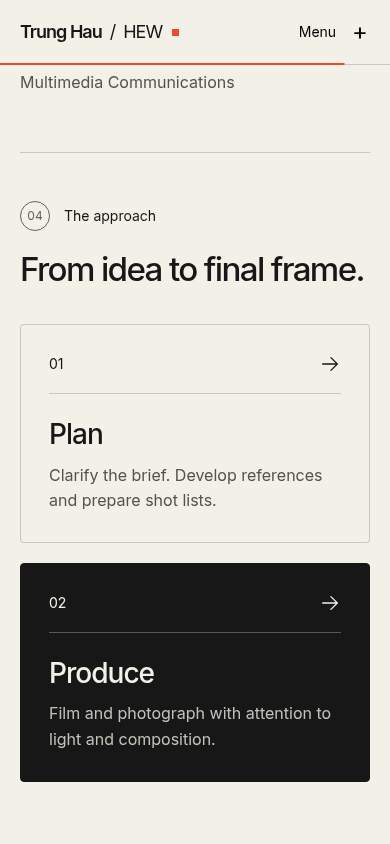 Trung Hau / HEW
Menu +
Multimedia Communications
04 The approach
From idea to final frame.
01
Plan
Clarify the brief. Develop references
and prepare shot lists.
02
Produce
Film and photograph with attention to
light and composition.